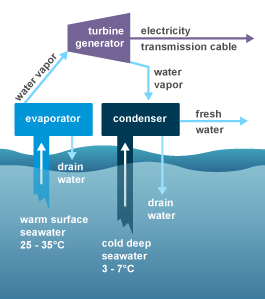 turbine
generator
electricity
transmission cable
water vapor
water
vapor
evaporator
condenser
fresh
water
drain
water
drain
water
warm surface
seawater
25 - 35°C
cold deep
seawater
3 - 7°C